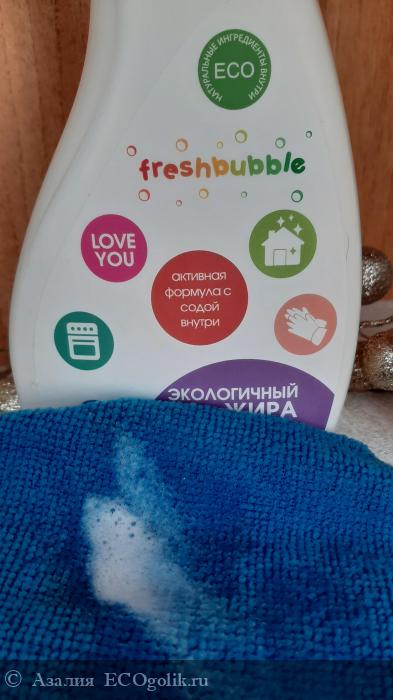 НАТУРАЛЬНЫЕ ИНГРЕДИЕНТЫ ВНУТРИ
ECO
freshbubble
LOVE
YOU
активная
формула с
содой
внутри
ЭКОЛОГИЧНЫЙ
ЖИРА
© Азалия ECOgolik.ru